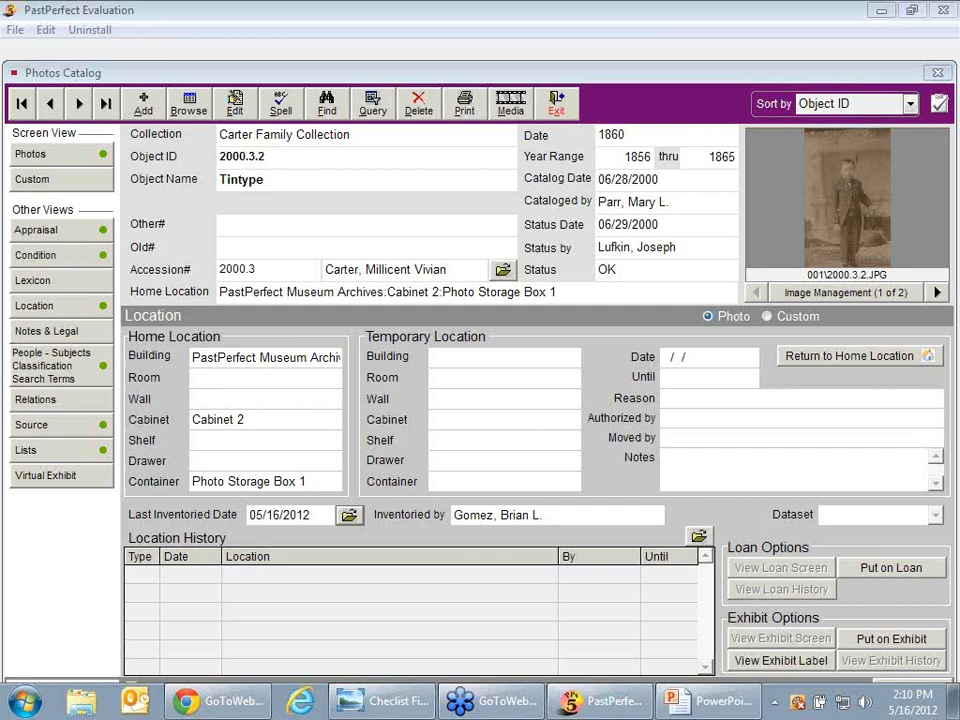 PastPerfect Evaluation
File Edit Uninstall
Photos Catalog
Add Browse Edit Spell Find Query Delete Print Media Exit
Sort by Object ID
Screen View
Photos
Custom
Other Views
Appraisal
Condition
Lexicon
Location
Notes & Legal
People - Subjects
Classification
Search Terms
Relations
Source
Lists
Virtual Exhibit
Collection Carter Family Collection
Object ID 2000.3.2
Object Name Tintype
Other#
Old#
Accession# 2000.3 Carter, Millicent Vivian
Home Location PastPerfect Museum Archives:Cabinet 2:Photo Storage Box 1
Date 1860
Year Range 1856 thru 1865
Catalog Date 06/28/2000
Cataloged by Parr, Mary L.
Status Date 06/29/2000
Status by Lufkin, Joseph
Status OK
001\2000.3.2.JPG
Image Management (1 of 2)
Location
Photo Custom
Home Location
Building PastPerfect Museum Archi
Room
Wall
Cabinet Cabinet 2
Shelf
Drawer
Container Photo Storage Box 1
Temporary Location
Building
Room
Wall
Cabinet
Shelf
Drawer
Container
Date / /
Until
Reason
Authorized by
Moved by
Notes
Return to Home Location
Last Inventoried Date 05/16/2012
Inventoried by Gomez, Brian L.
Dataset
Location History
Type Date Location By Until
Loan Options
View Loan Screen Put on Loan
View Loan History
Exhibit Options
View Exhibit Screen Put on Exhibit
View Exhibit Label View Exhibit History
GoToWeb... Checlist Fi... GoToWeb... PastPerfe... PowerPoi...
2:10 PM
5/16/2012